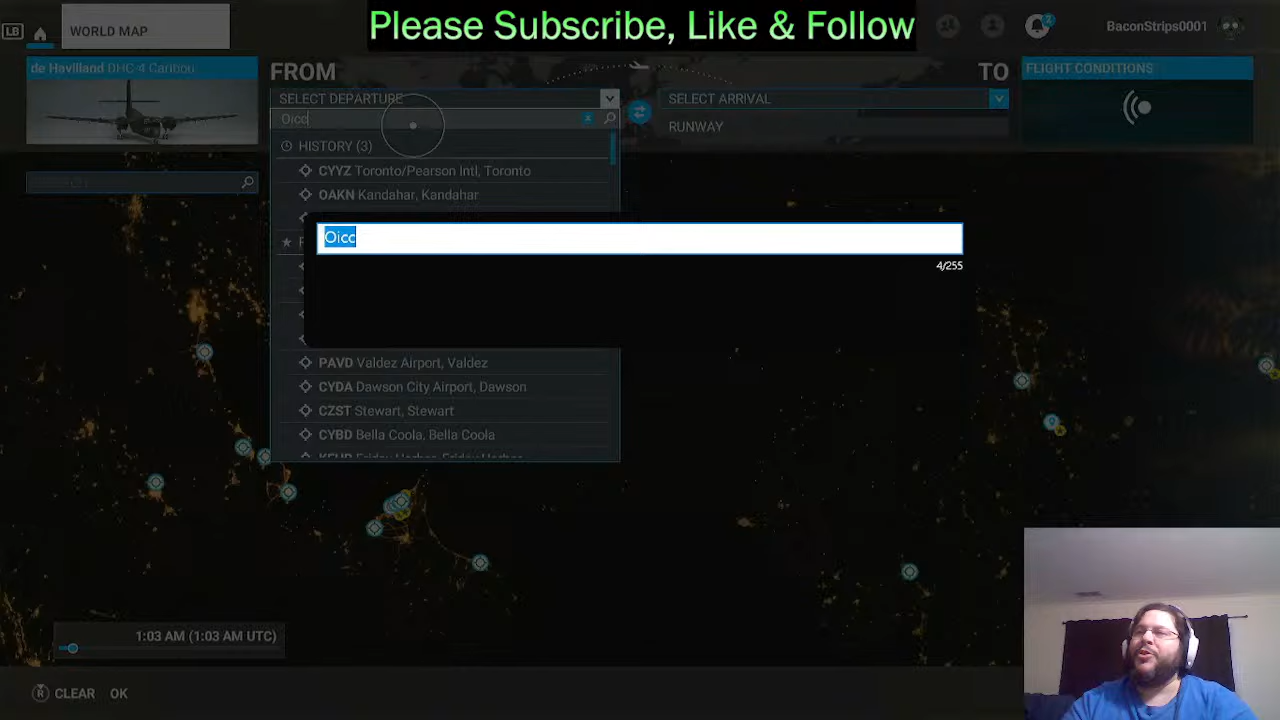 Please Subscribe, Like & Follow
LB
WORLD MAP
2
BaconStrips0001
de Havilland DHC-4 Caribou
FROM
TO
FLIGHT CONDITIONS
SELECT DEPARTURE
SELECT ARRIVAL
Oicc
RUNWAY
HISTORY (3)
CYYZ Toronto/Pearson Intl, Toronto
OAKN Kandahar, Kandahar
Oicc
4/255
PAVD Valdez Airport, Valdez
CYDA Dawson City Airport, Dawson
CZST Stewart, Stewart
CYBD Bella Coola, Bella Coola
1:03 AM (1:03 AM UTC)
R CLEAR OK